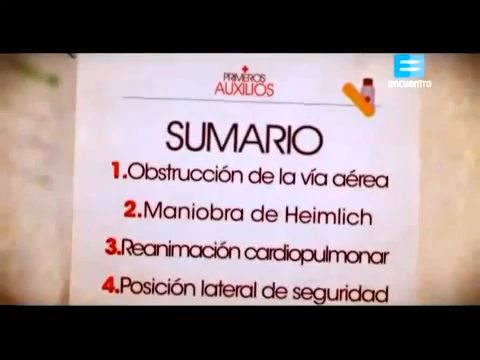 encuentro
PRIMEROS
AUXILIOS
SUMARIO
1.Obstrucción de la vía aérea
2.Maniobra de Heimlich
3.Reanimación cardiopulmonar
4.Posición lateral de seguridad